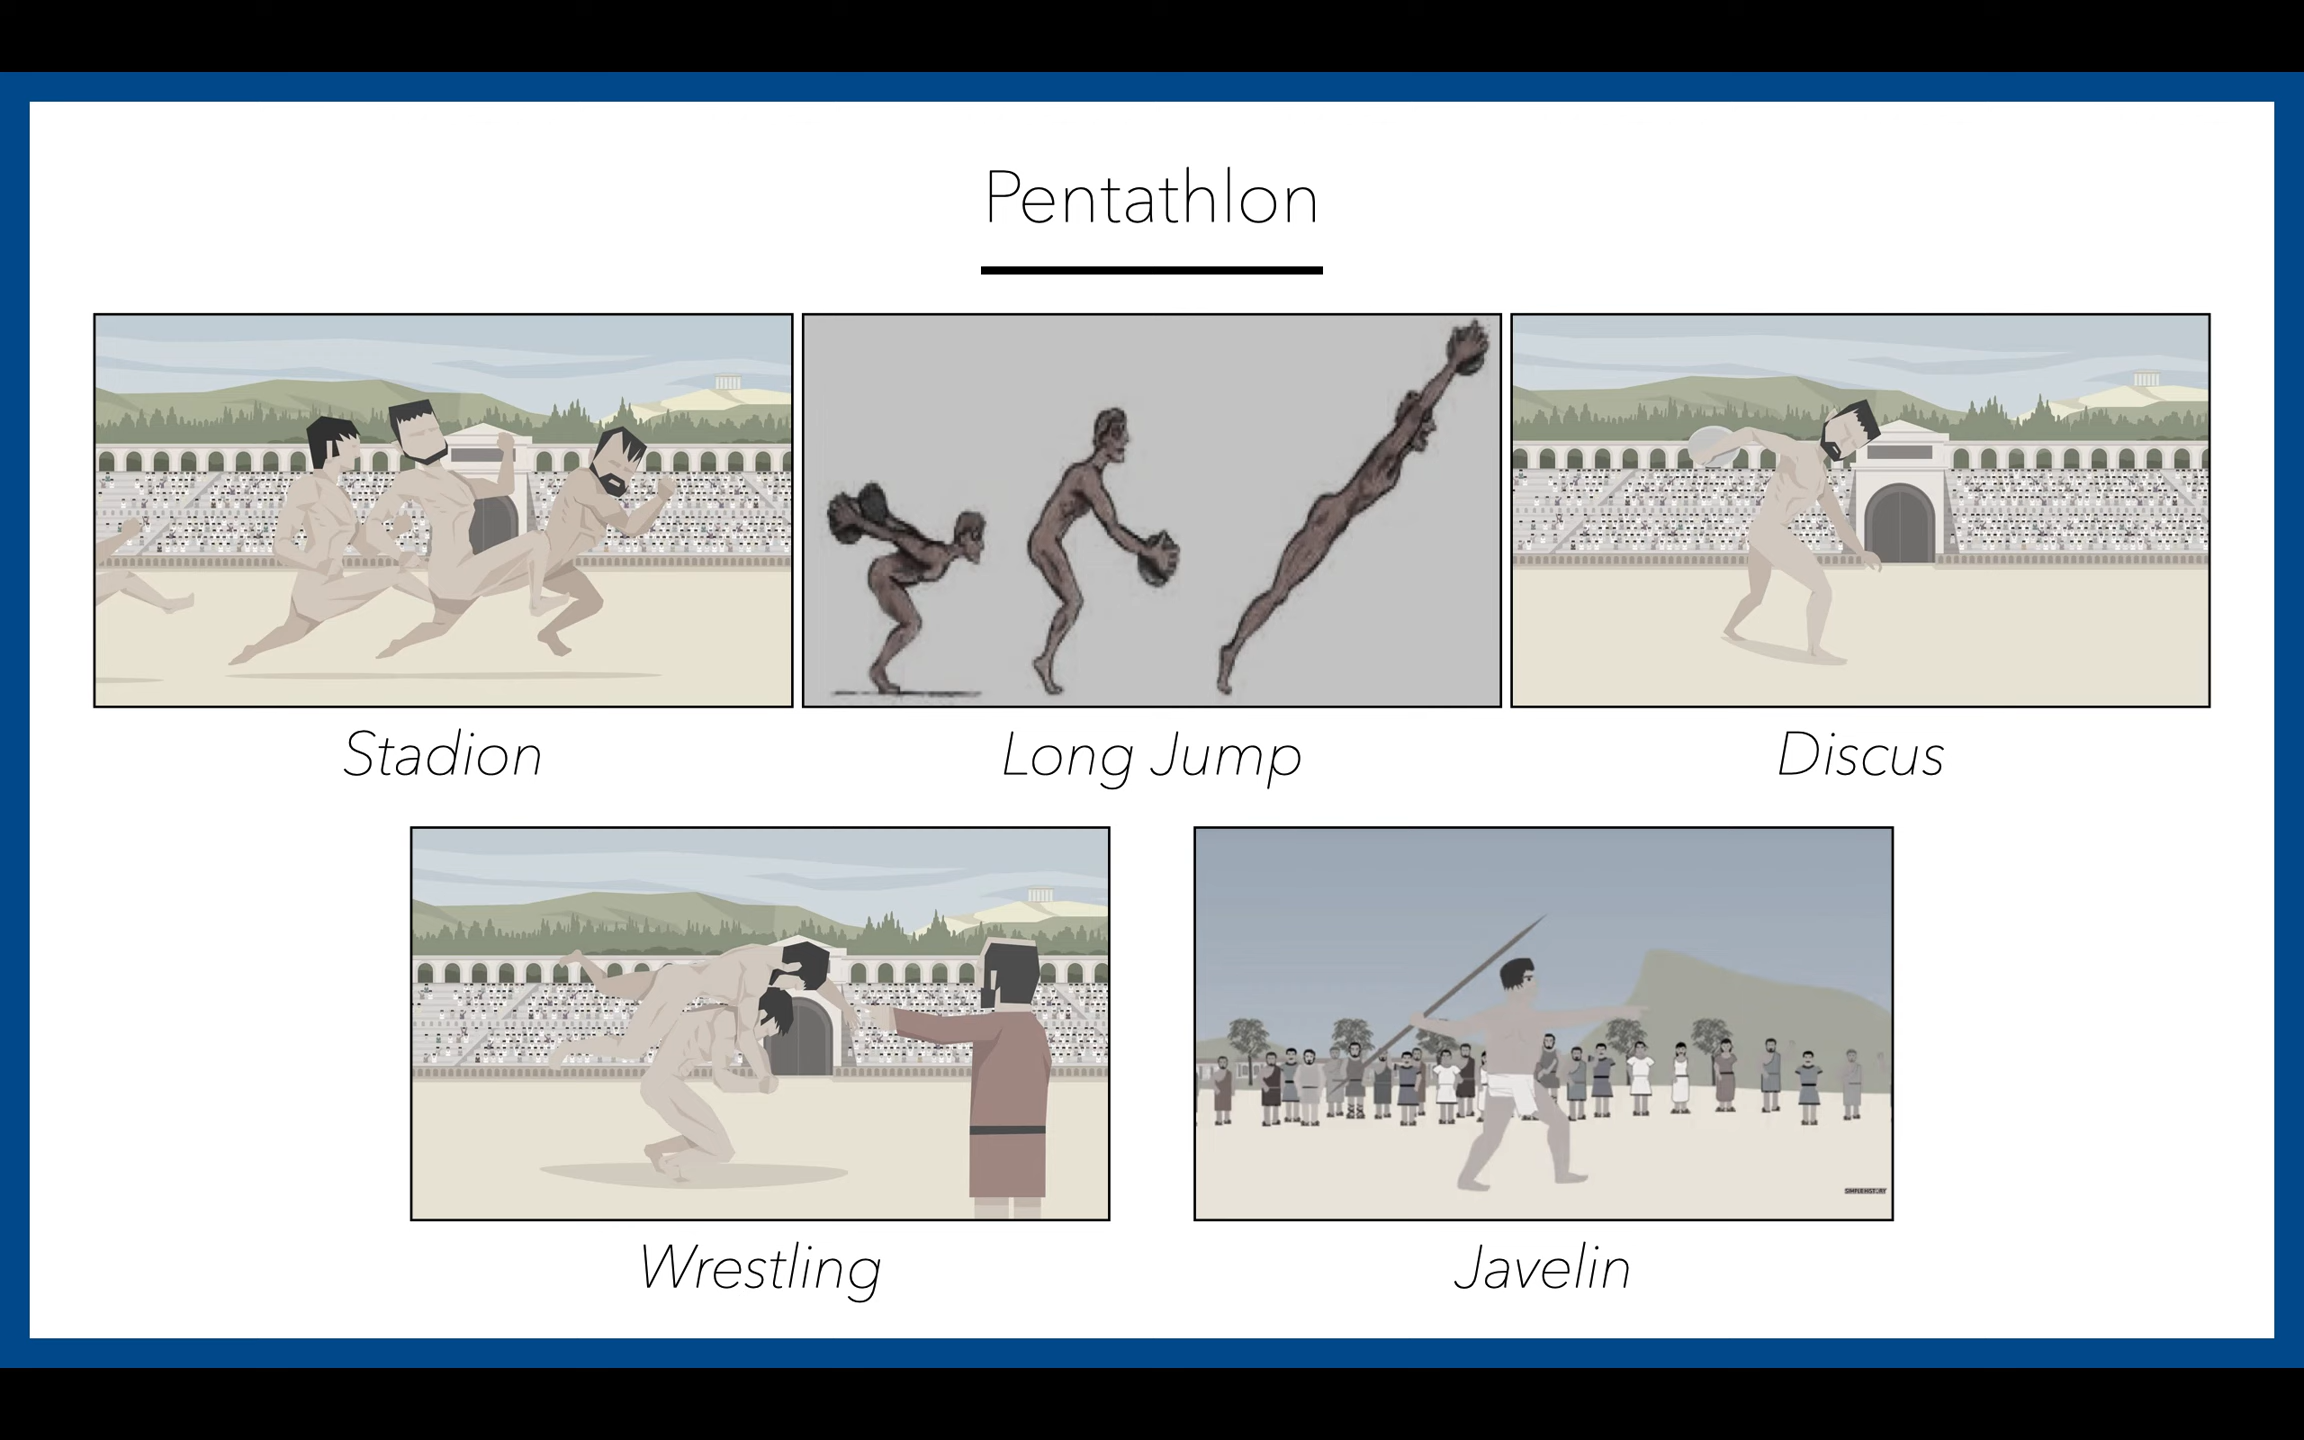 Pentathlon
Stadion
Long Jump
Discus
Wrestling
Javelin